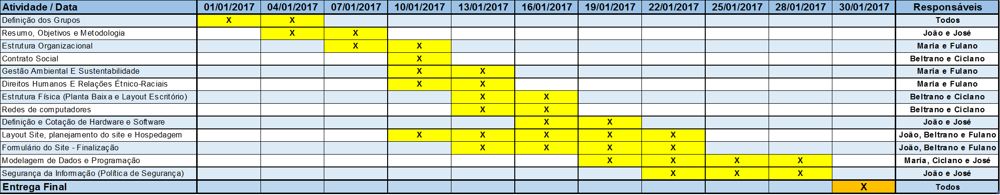 Atividade / Data 01/01/2017 04/01/2017 07/01/2017 10/01/2017 13/01/2017 16/01/2017 19/01/2017 22/01/2017 25/01/2017 28/01/2017 30/01/2017 Responsáveis
Definição dos Grupos X X Todos
Resumo, Objetivos e Metodologia X X João e José
Estrutura Organizacional X X Maria e Fulano
Contrato Social X Beltrano e Ciclano
Gestão Ambiental E Sustentabilidade X X Maria e Fulano
Direitos Humanos E Relações Étnico-Raciais X X Maria e Fulano
Estrutura Física (Planta Baixa e Layout Escritório) X X Beltrano e Ciclano
Redes de computadores X X Beltrano e Ciclano
Definição e Cotação de Hardware e Software X X João e José
Layout Site, planejamento do site e Hospedagem X X X X X João, Beltrano e Fulano
Formulário do Site - Finalização X X X X João, Beltrano e Fulano
Modelagem de Dados e Programação X X X X Maria, Ciclano e José
Segurança da Informação (Política de Segurança) X X X João e José
Entrega Final X Todos